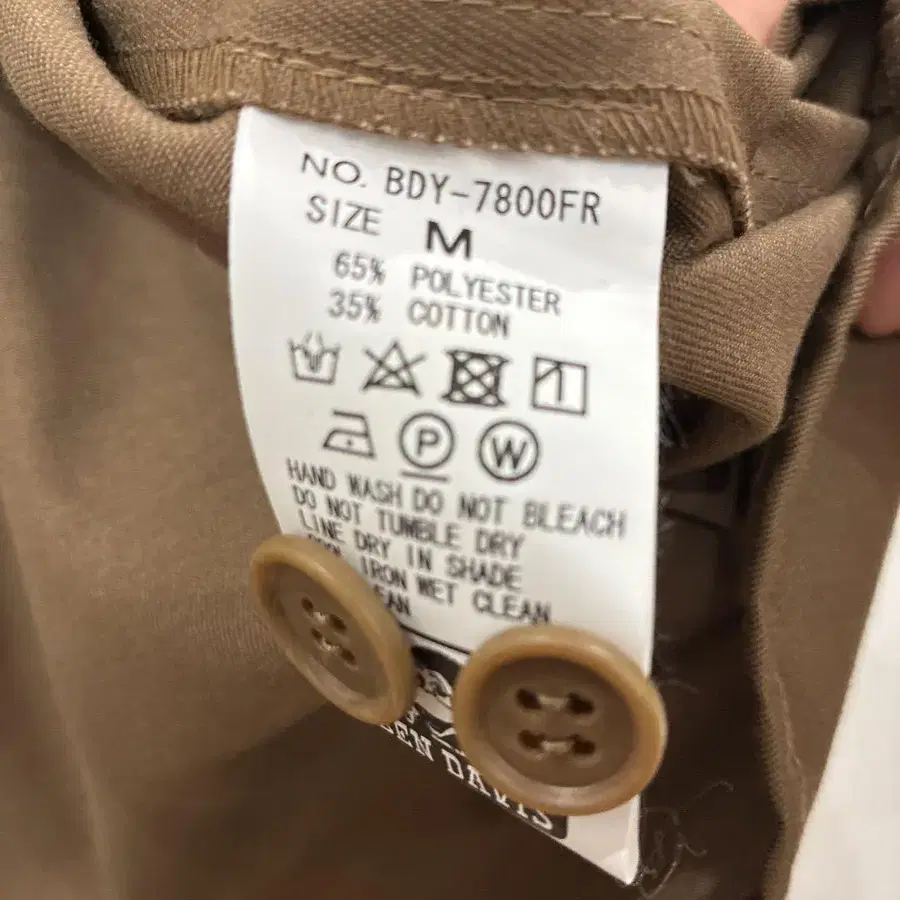 NO. BDY-7800FR
SIZE M
65% POLYESTER
35% COTTON
P W
HAND WASH DO NOT BLEACH
DO NOT TUMBLE DRY
LINE DRY IN SHADE
IRON WET CLEAN
DAVIS